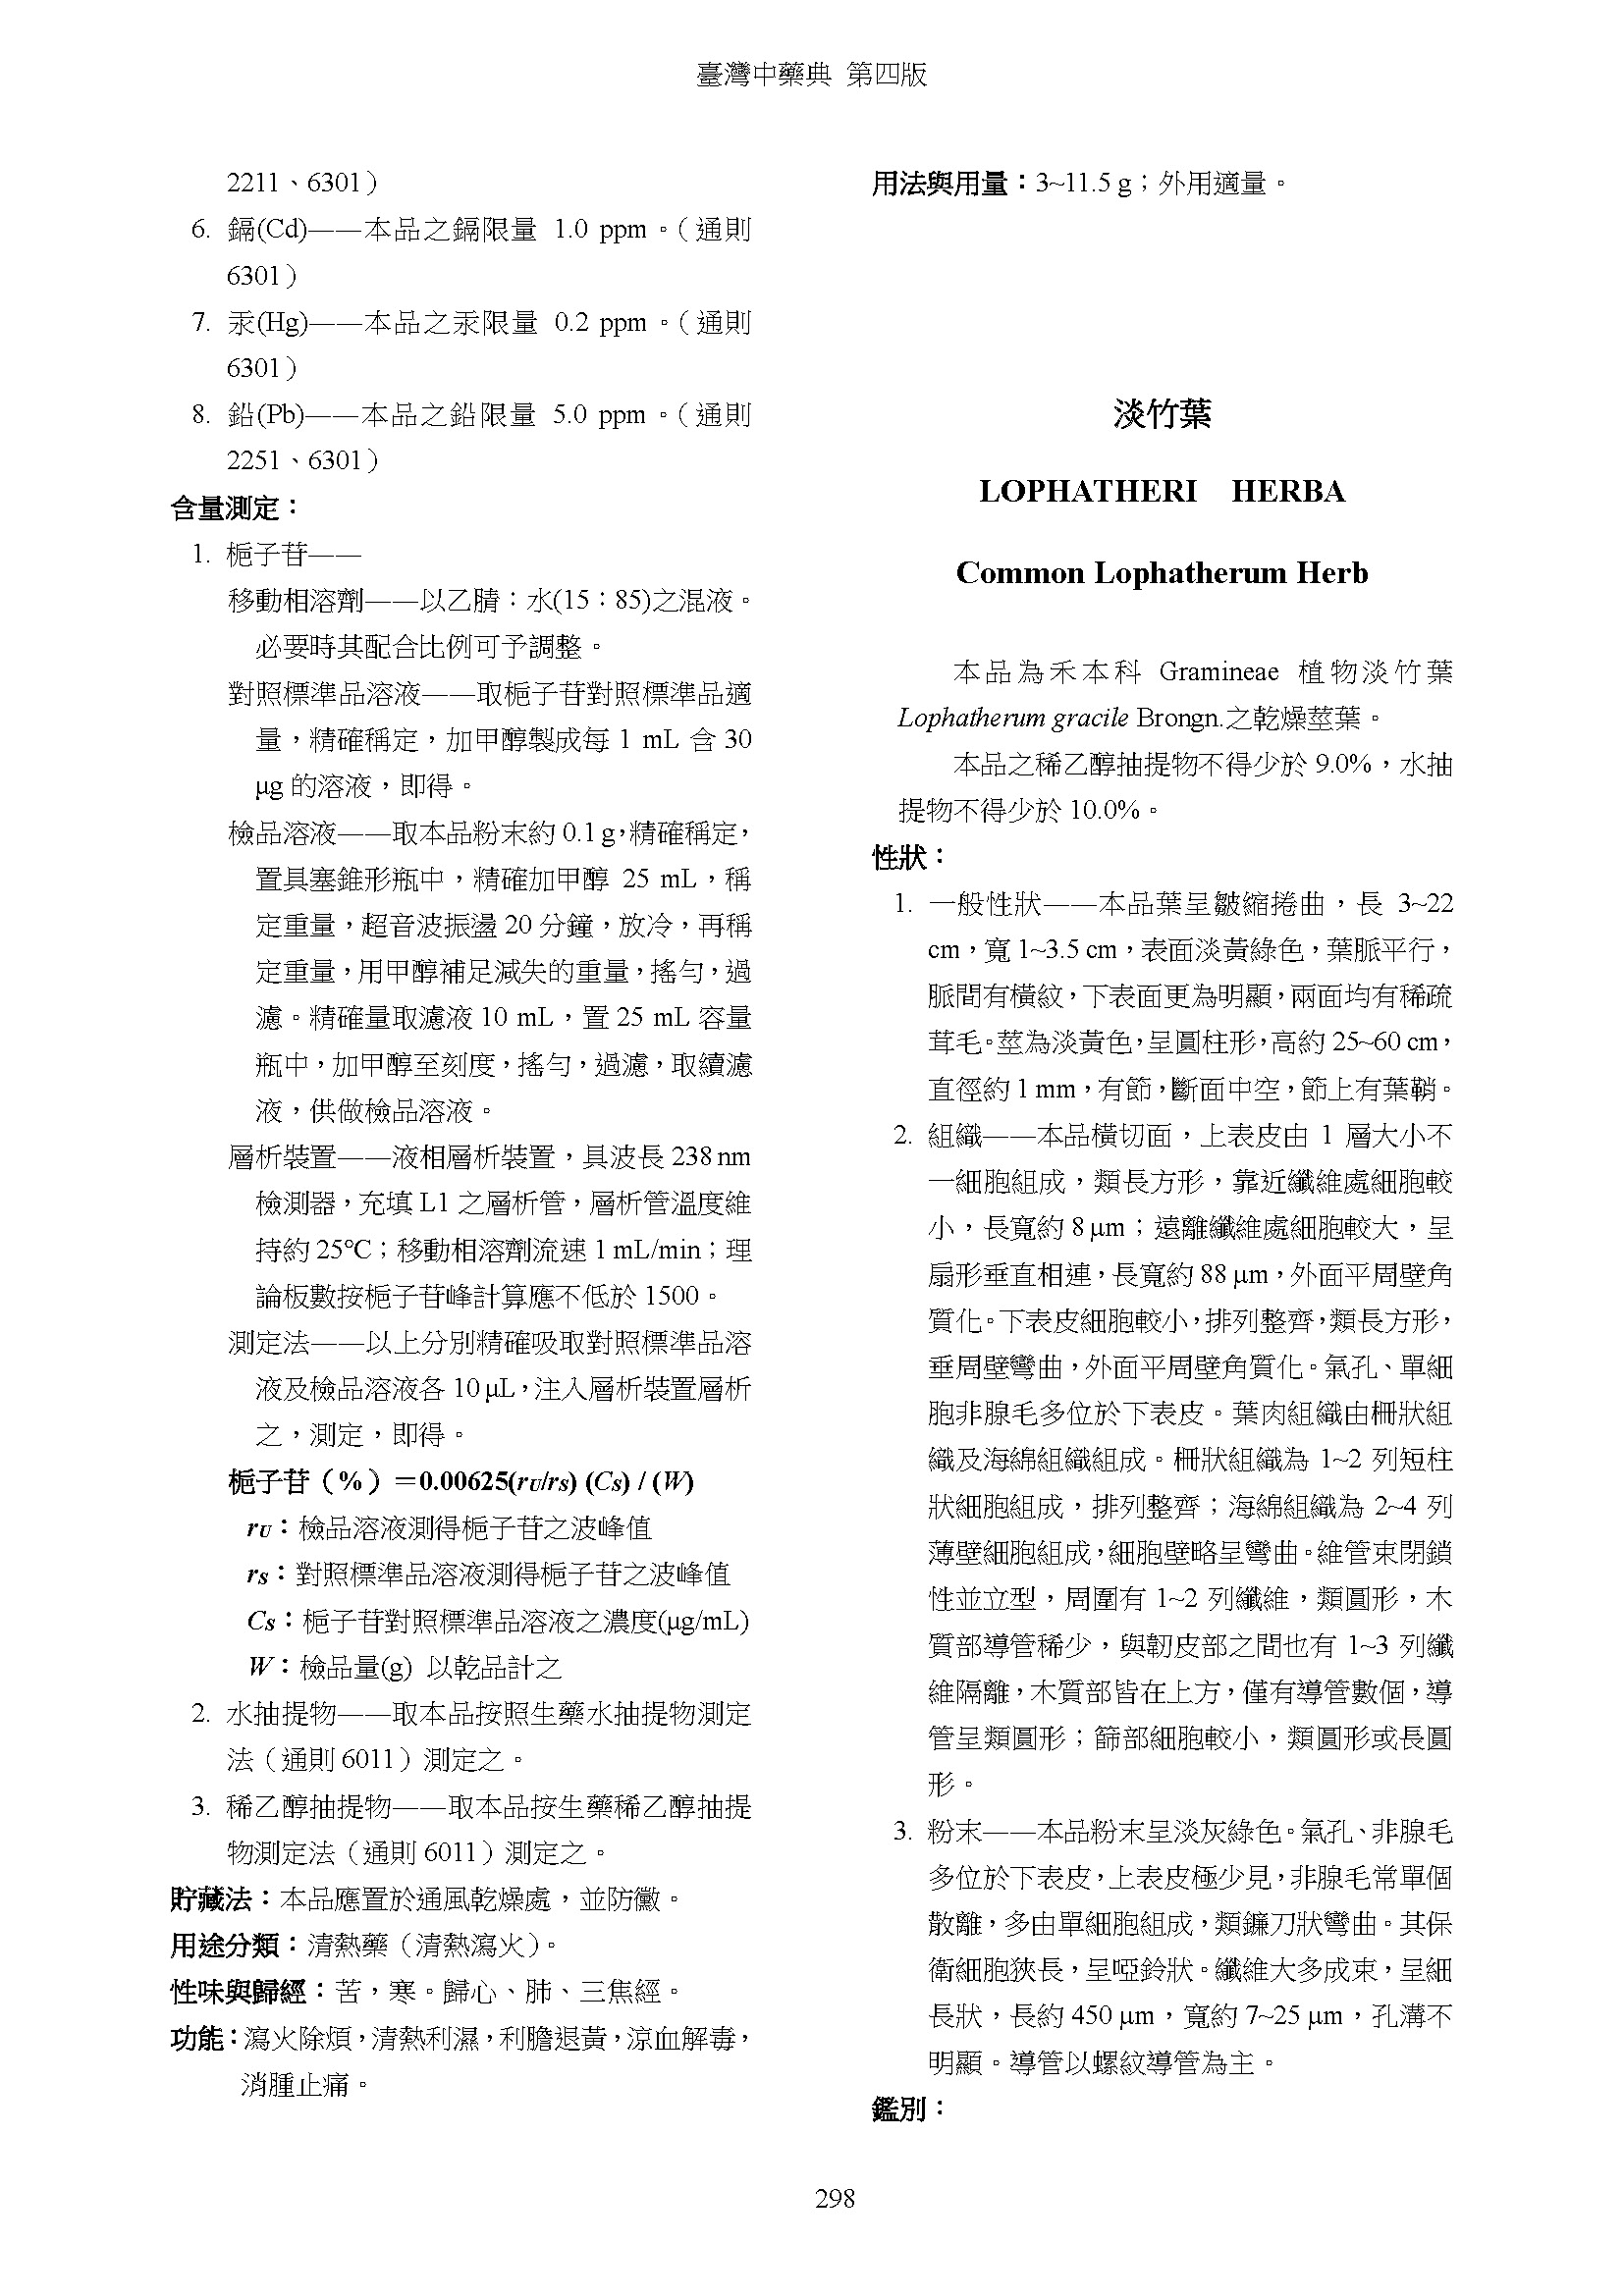 臺灣中藥典 第四版
2211、6301）
6. 鎘(Cd)——本品之鎘限量 1.0 ppm。（通則
6301）
7. 汞(Hg)——本品之汞限量 0.2 ppm。（通則
6301）
8. 鉛(Pb)——本品之鉛限量 5.0 ppm。（通則
2251、6301）
含量測定：
1. 梔子苷——
移動相溶劑——以乙腈：水(15：85)之混液。
必要時其配合比例可予調整。
對照標準品溶液——取梔子苷對照標準品適
量，精確稱定，加甲醇製成每 1 mL 含 30
μg 的溶液，即得。
檢品溶液——取本品粉末約 0.1 g，精確稱定，
置具塞錐形瓶中，精確加甲醇 25 mL，稱
定重量，超音波振盪 20 分鐘，放冷，再稱
定重量，用甲醇補足減失的重量，搖勻，過
濾。精確量取濾液 10 mL，置 25 mL 容量
瓶中，加甲醇至刻度，搖勻，過濾，取續濾
液，供做檢品溶液。
層析裝置——液相層析裝置，具波長 238 nm
檢測器，充填 L1 之層析管，層析管溫度維
持約 25℃；移動相溶劑流速 1 mL/min；理
論板數按梔子苷峰計算應不低於 1500。
測定法——以上分別精確吸取對照標準品溶
液及檢品溶液各 10 μL，注入層析裝置層析
之，測定，即得。
梔子苷（%）＝0.00625(rU/rS) (CS) / (W)
rU：檢品溶液測得梔子苷之波峰值
rS：對照標準品溶液測得梔子苷之波峰值
CS：梔子苷對照標準品溶液之濃度(μg/mL)
W：檢品量(g) 以乾品計之
2. 水抽提物——取本品按照生藥水抽提物測定
法（通則 6011）測定之。
3. 稀乙醇抽提物——取本品按生藥稀乙醇抽提
物測定法（通則 6011）測定之。
貯藏法：本品應置於通風乾燥處，並防黴。
用途分類：清熱藥（清熱瀉火）。
性味與歸經：苦，寒。歸心、肺、三焦經。
功能：瀉火除煩，清熱利濕，利膽退黃，涼血解毒，
消腫止痛。
用法與用量：3~11.5 g；外用適量。
淡竹葉
LOPHATHERI HERBA
Common Lophatherum Herb
本品為禾本科 Gramineae 植物淡竹葉
Lophatherum gracile Brongn.之乾燥莖葉。
本品之稀乙醇抽提物不得少於 9.0%，水抽
提物不得少於 10.0%。
性狀：
1. 一般性狀——本品葉呈皺縮捲曲，長 3~22
cm，寬 1~3.5 cm，表面淡黃綠色，葉脈平行，
脈間有橫紋，下表面更為明顯，兩面均有稀疏
茸毛。莖為淡黃色，呈圓柱形，高約 25~60 cm，
直徑約 1 mm，有節，斷面中空，節上有葉鞘。
2. 組織——本品橫切面，上表皮由 1 層大小不
一細胞組成，類長方形，靠近纖維處細胞較
小，長寬約 8 μm；遠離纖維處細胞較大，呈
扇形垂直相連，長寬約 88 μm，外面平周壁角
質化。下表皮細胞較小，排列整齊，類長方形，
垂周壁彎曲，外面平周壁角質化。氣孔、單細
胞非腺毛多位於下表皮。葉肉組織由柵狀組
織及海綿組織組成。柵狀組織為 1~2 列短柱
狀細胞組成，排列整齊；海綿組織為 2~4 列
薄壁細胞組成，細胞壁略呈彎曲。維管束閉鎖
性並立型，周圍有 1~2 列纖維，類圓形，木
質部導管稀少，與韌皮部之間也有 1~3 列纖
維隔離，木質部皆在上方，僅有導管數個，導
管呈類圓形；篩部細胞較小，類圓形或長圓
形。
3. 粉末——本品粉末呈淡灰綠色。氣孔、非腺毛
多位於下表皮，上表皮極少見，非腺毛常單個
散離，多由單細胞組成，類鐮刀狀彎曲。其保
衛細胞狹長，呈啞鈴狀。纖維大多成束，呈細
長狀，長約 450 μm，寬約 7~25 μm，孔溝不
明顯。導管以螺紋導管為主。
鑑別：
298